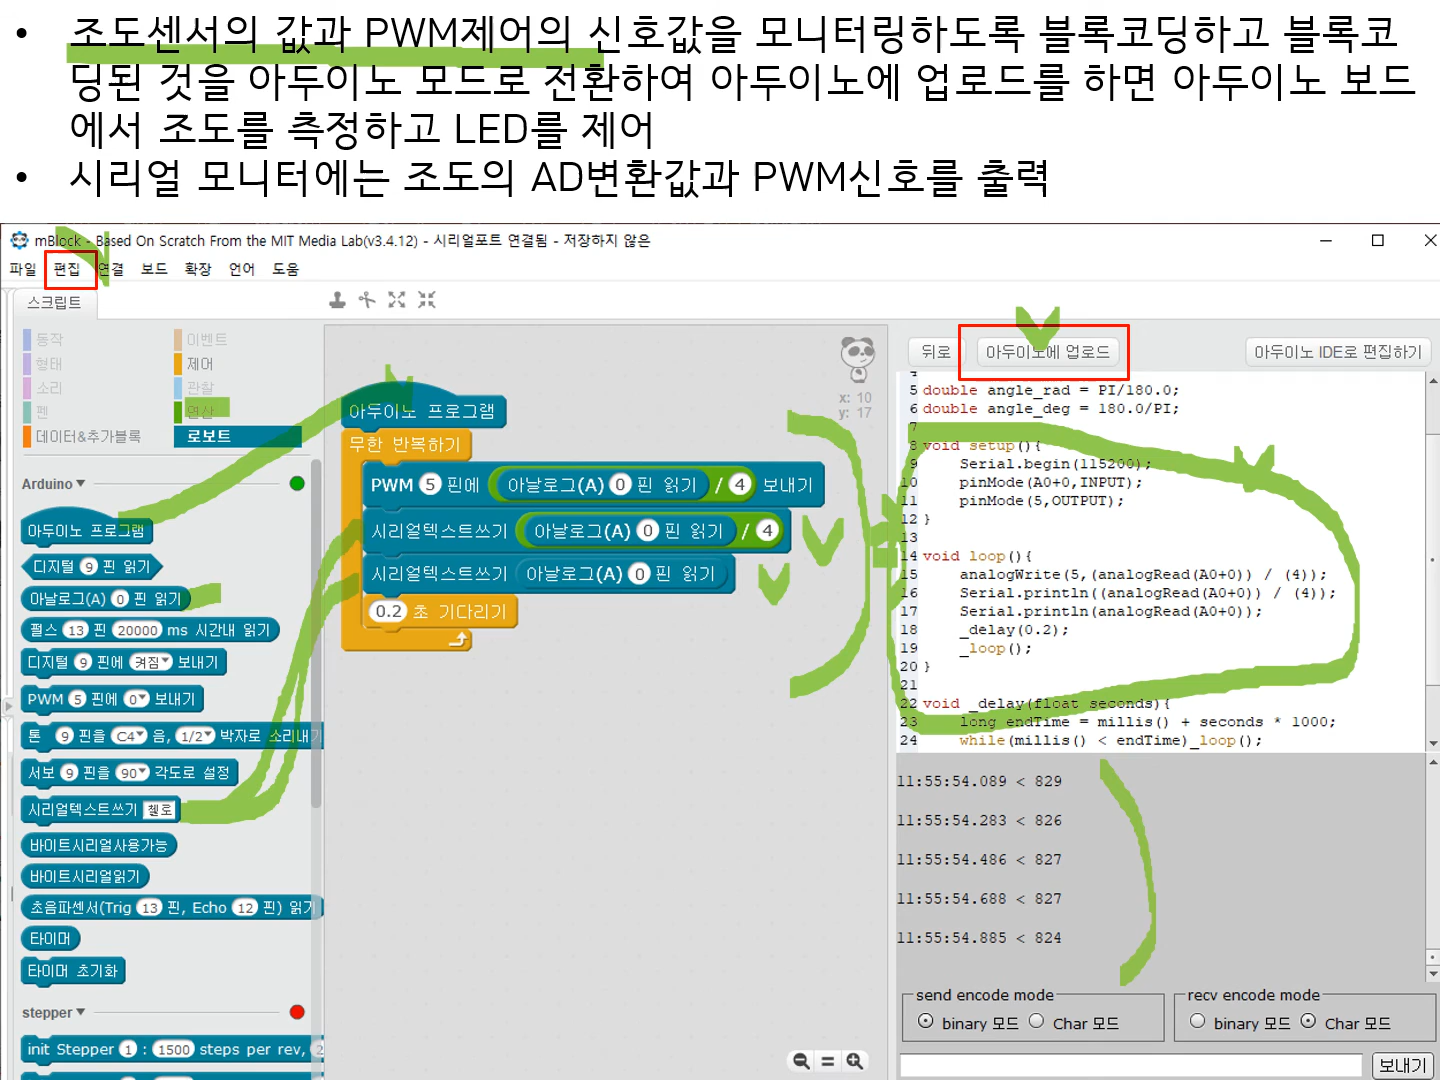 • 조도센서의 값과 PWM제어의 신호값을 모니터링하도록 블록코딩하고 블록코
딩된 것을 아두이노 모드로 전환하여 아두이노에 업로드를 하면 아두이노 보드
에서 조도를 측정하고 LED를 제어
• 시리얼 모니터에는 조도의 AD변환값과 PWM신호를 출력
mBlock - Based On Scratch From the MIT Media Lab(v3.4.12) - 시리얼포트 연결됨 - 저장하지 않은
파일 편집 연결 보드 확장 언어 도움
스크립트
동작 이벤트
형태 제어
소리 관찰
펜 연산
데이터&추가블록 로보트
Arduino
아두이노 프로그램
디지털 9 핀 읽기
아날로그(A) 0 핀 읽기
펄스 13 핀 20000 ms 시간내 읽기
디지털 9 핀에 켜짐 보내기
PWM 5 핀에 0 보내기
톤 9 핀을 C4 음, 1/2 박자로 소리내기
서보 9 핀을 90 각도로 설정
시리얼텍스트쓰기 헬로
바이트시리얼사용가능
바이트시리얼읽기
초음파센서(Trig 13 핀, Echo 12 핀) 읽기
타이머
타이머 초기화
stepper
init Stepper 1 : 1500 steps per rev, 2
아두이노 프로그램
무한 반복하기
PWM 5 핀에 아날로그(A) 0 핀 읽기 / 4 보내기
시리얼텍스트쓰기 아날로그(A) 0 핀 읽기 / 4
시리얼텍스트쓰기 아날로그(A) 0 핀 읽기
0.2 초 기다리기
x: 10
y: 17
뒤로 아두이노에 업로드 아두이노 IDE로 편집하기
4
5 double angle_rad = PI/180.0;
6 double angle_deg = 180.0/PI;
7
8 void setup(){
9 Serial.begin(115200);
10 pinMode(A0+0,INPUT);
11 pinMode(5,OUTPUT);
12 }
13
14 void loop(){
15 analogWrite(5,(analogRead(A0+0)) / (4));
16 Serial.println((analogRead(A0+0)) / (4));
17 Serial.println(analogRead(A0+0));
18 _delay(0.2);
19 _loop();
20 }
21
22 void _delay(float seconds){
23 long endTime = millis() + seconds * 1000;
24 while(millis() < endTime)_loop();
11:55:54.089 < 829
11:55:54.283 < 826
11:55:54.486 < 827
11:55:54.688 < 827
11:55:54.885 < 824
send encode mode
binary 모드 Char 모드
recv encode mode
binary 모드 Char 모드
보내기